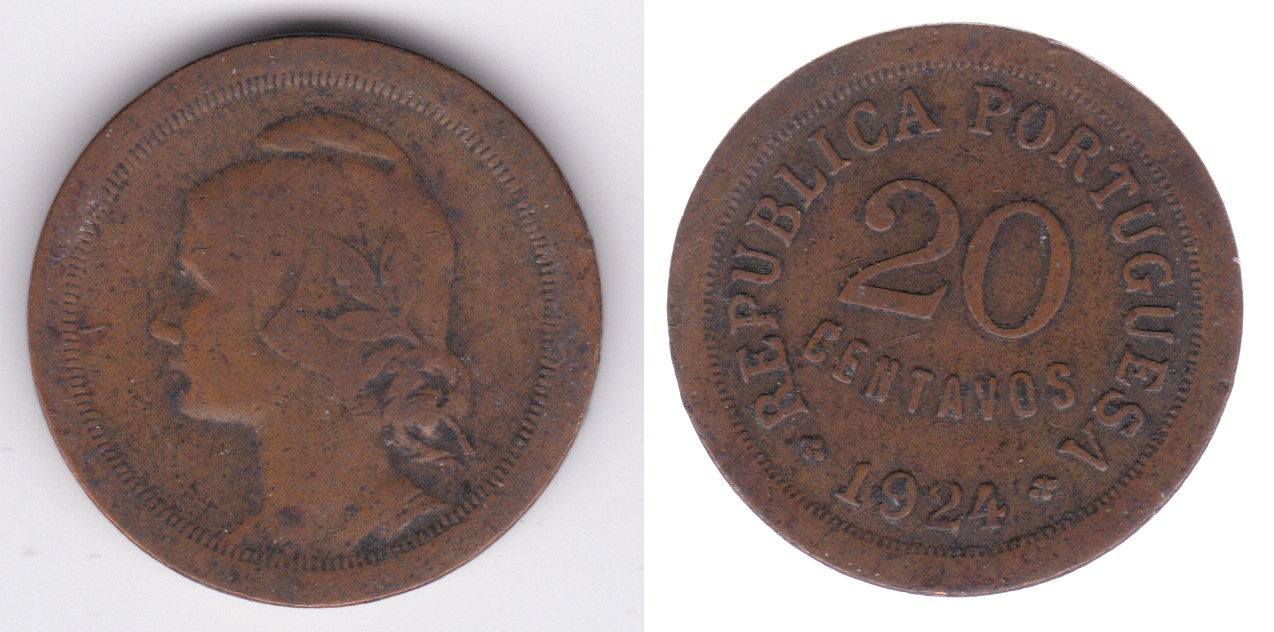 REPUBLICA PORTUGUESA
20
CENTAVOS
1924